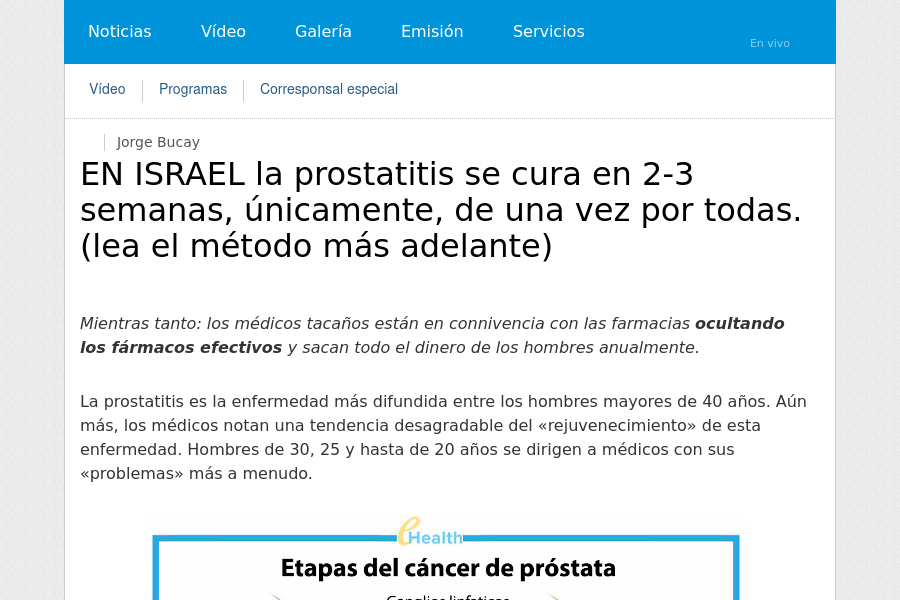 Noticias Vídeo Galería Emisión Servicios
En vivo
Vídeo Programas Corresponsal especial
Jorge Bucay
EN ISRAEL la prostatitis se cura en 2-3
semanas, únicamente, de una vez por todas.
(lea el método más adelante)
Mientras tanto: los médicos tacaños están en connivencia con las farmacias ocultando
los fármacos efectivos y sacan todo el dinero de los hombres anualmente.
La prostatitis es la enfermedad más difundida entre los hombres mayores de 40 años. Aún
más, los médicos notan una tendencia desagradable del «rejuvenecimiento» de esta
enfermedad. Hombres de 30, 25 y hasta de 20 años se dirigen a médicos con sus
«problemas» más a menudo.
eHealth
Etapas del cáncer de próstata
Ganglios linfaticos